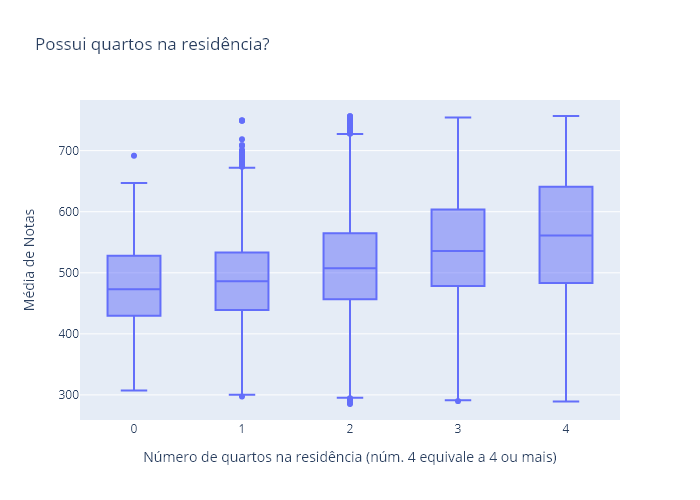 Possui quartos na residência?
Média de Notas
700
600
500
400
300
0 1 2 3 4
Número de quartos na residência (núm. 4 equivale a 4 ou mais)